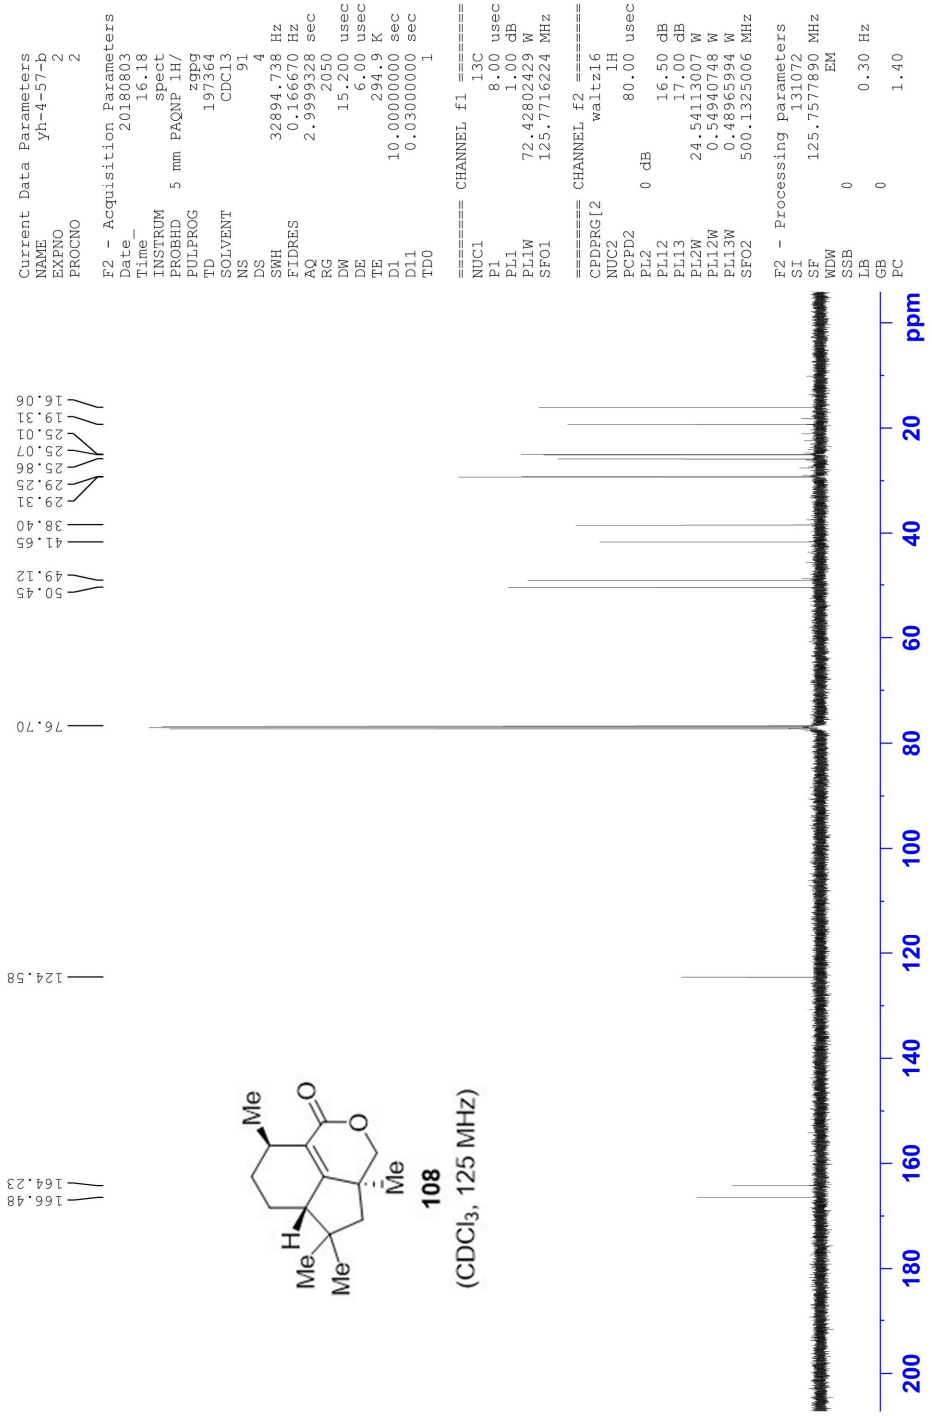 Current Data Parameters
NAME yh-4-57-b
EXPNO 2
PROCNO 2
F2 - Acquisition Parameters
Date_ 20180803
Time_ 16.18
INSTRUM spect
PROBHD 5 mm PAQNP 1H/
PULPROG zgpg
TD 197364
SOLVENT CDCl3
NS 91
DS 4
SWH 32894.738 Hz
FIDRES 0.166670 Hz
AQ 2.9999328 sec
RG 2050
DW 15.200 usec
DE 6.00 usec
TE 294.9 K
D1 10.00000000 sec
D11 0.03000000 sec
TD0 1
======== CHANNEL f1 ========
NUC1 13C
P1 8.00 usec
PL1 1.00 dB
PL1W 72.42802429 W
SFO1 125.7716224 MHz
======== CHANNEL f2 ========
CPDPRG[2 waltz16
NUC2 1H
PCPD2 80.00 usec
PL2 0 dB
PL12 16.50 dB
PL13 17.00 dB
PL2W 24.54113007 W
PL12W 0.54940748 W
PL13W 0.48965994 W
SFO2 500.1325006 MHz
F2 - Processing parameters
SI 131072
SF 125.7577890 MHz
WDW EM
SSB 0
LB 0.30 Hz
GB 0
PC 1.40
166.48
164.23
124.58
76.70
50.45
49.12
41.65
38.40
29.31
29.25
25.86
25.07
25.01
19.31
16.06
Me
O
O
H
Me
Me
Me
108
(CDCl3, 125 MHz)
200 180 160 140 120 100 80 60 40 20 ppm